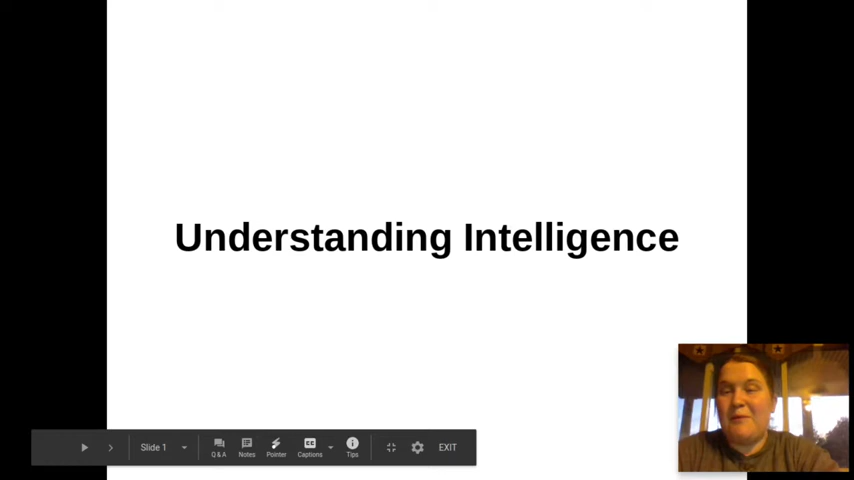 Understanding Intelligence
Slide 1
Q & A
Notes
Pointer
Captions
Tips
EXIT